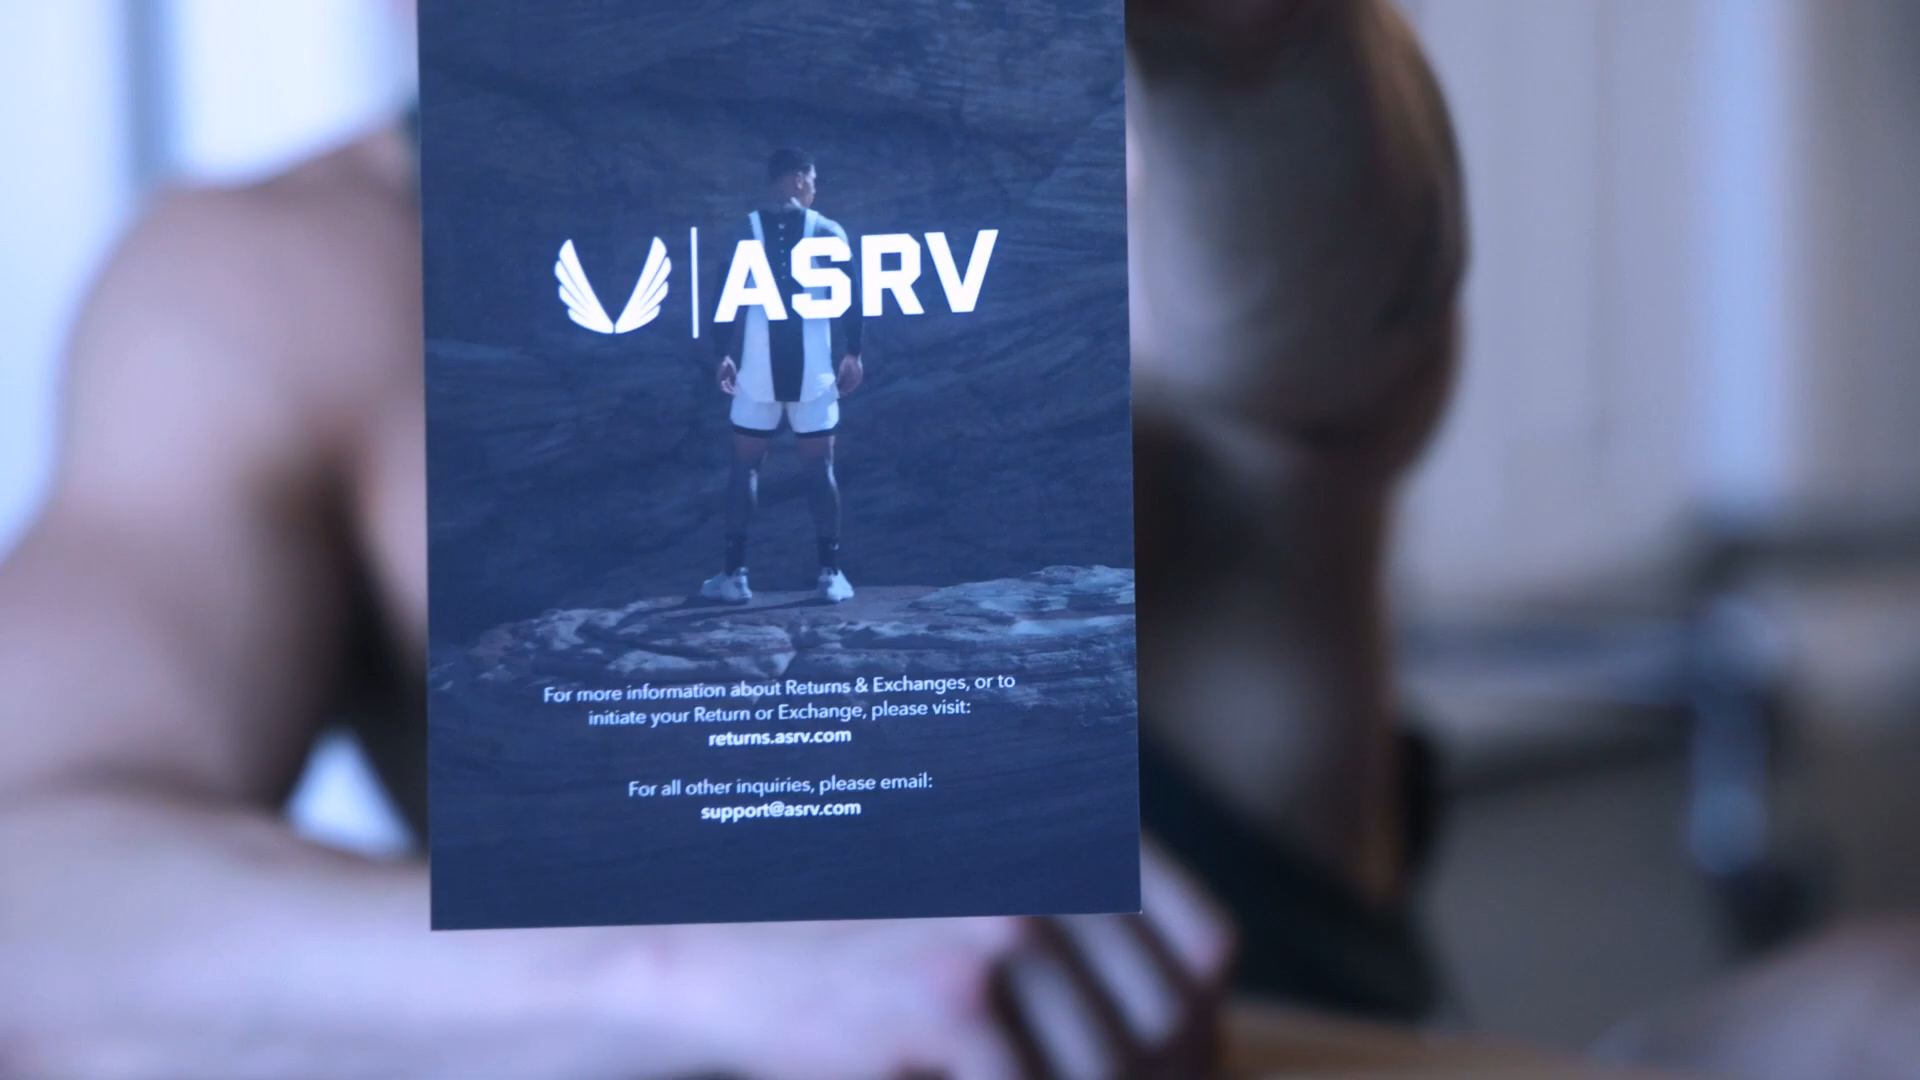 ASRV
For more information about Returns & Exchanges, or to
initiate your Return or Exchange, please visit:
returns.asrv.com
For all other inquiries, please email:
support@asrv.com